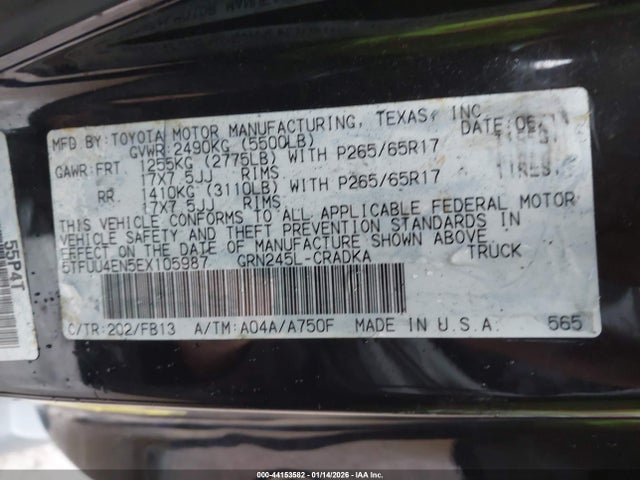 MFD BY: TOYOTA MOTOR MANUFACTURING, TEXAS, INC
GVWR: 2490KG (5500LB) DATE:
GAWR: FRT 1255KG (2775LB) WITH P265/65R17
17X7.5JJ RIMS
RR 1410KG (3110LB) WITH P265/65R17
17X7.5JJ RIMS
THIS VEHICLE CONFORMS TO ALL APPLICABLE FEDERAL MOTOR
VEHICLE SAFETY AND THEFT PREVENTION STANDARDS IN
EFFECT ON THE DATE OF MANUFACTURE SHOWN ABOVE.
5TFUU4EN5EX105987 GRN245L-CRADKA TRUCK
C/TR: 202/FB13 A/TM: A04A/A750F MADE IN U.S.A. 565
55P4T
000-44153582 - 01/14/2026 - IAA Inc.